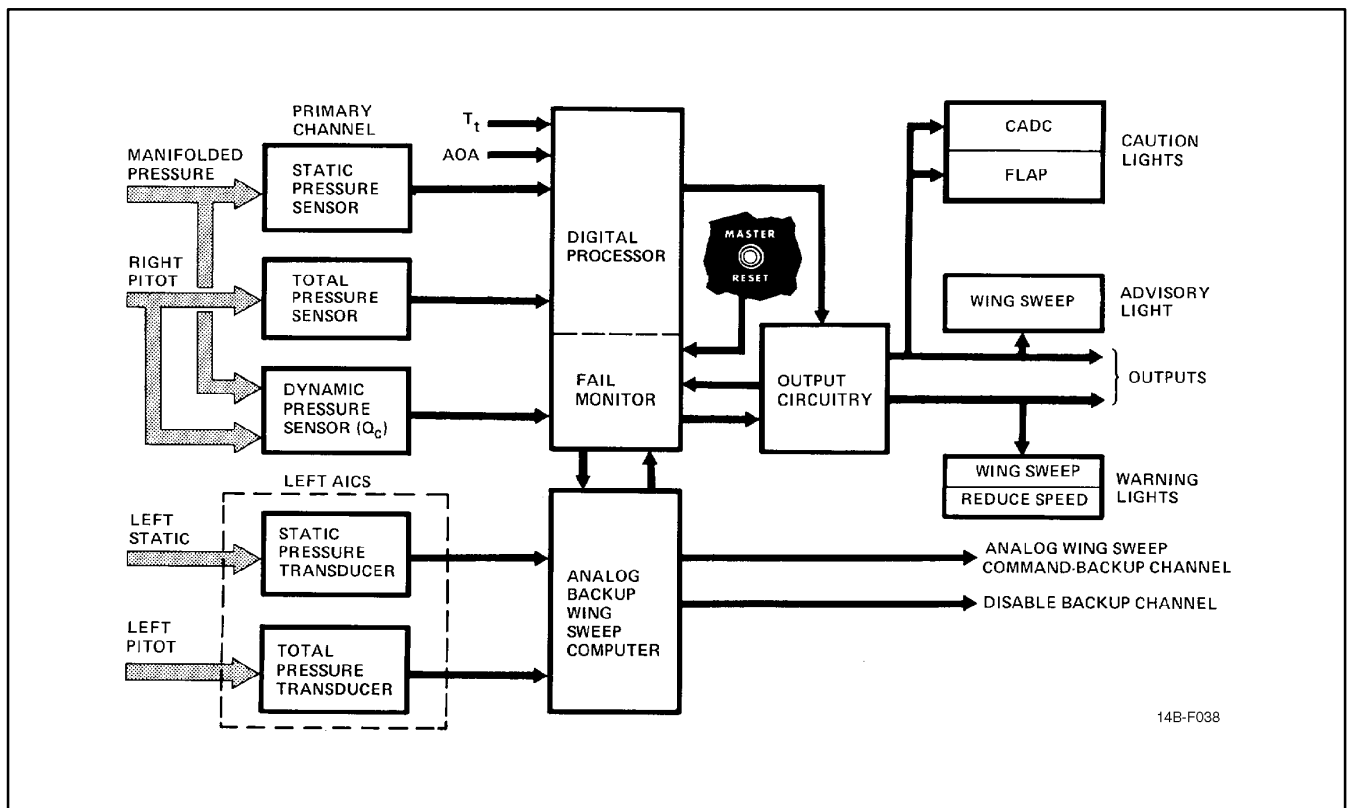 PRIMARY
CHANNEL
MANIFOLDED
PRESSURE
STATIC
PRESSURE
SENSOR
RIGHT
PITOT
TOTAL
PRESSURE
SENSOR
DYNAMIC
PRESSURE
SENSOR (Qc)
Tt
AOA
DIGITAL
PROCESSOR
FAIL
MONITOR
MASTER
RESET
OUTPUT
CIRCUITRY
CADC
FLAP
CAUTION
LIGHTS
WING SWEEP
ADVISORY
LIGHT
OUTPUTS
WING SWEEP
REDUCE SPEED
WARNING
LIGHTS
LEFT AICS
LEFT
STATIC
STATIC
PRESSURE
TRANSDUCER
LEFT
PITOT
TOTAL
PRESSURE
TRANSDUCER
ANALOG
BACKUP
WING
SWEEP
COMPUTER
ANALOG WING SWEEP
COMMAND-BACKUP CHANNEL
DISABLE BACKUP CHANNEL
14B-F038